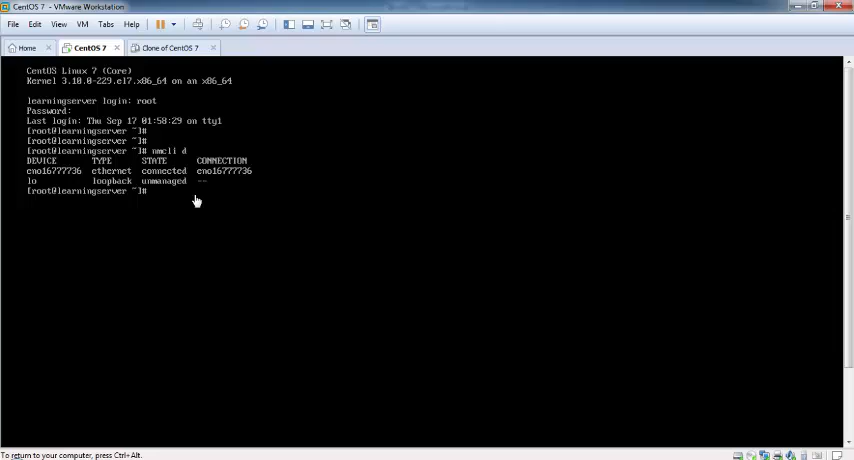 CentOS 7 - VMware Workstation
File Edit View VM Tabs Help
Home CentOS 7 Clone of CentOS 7
CentOS Linux 7 (Core)
Kernel 3.10.0-229.el7.x86_64 on an x86_64
learningserver login: root
Password:
Last login: Thu Sep 17 01:58:29 on tty1
[root@learningserver ~]#
[root@learningserver ~]#
[root@learningserver ~]# nmcli d
DEVICE TYPE STATE CONNECTION
eno16777736 ethernet connected eno16777736
lo loopback unmanaged --
[root@learningserver ~]#
To return to your computer, press Ctrl+Alt.